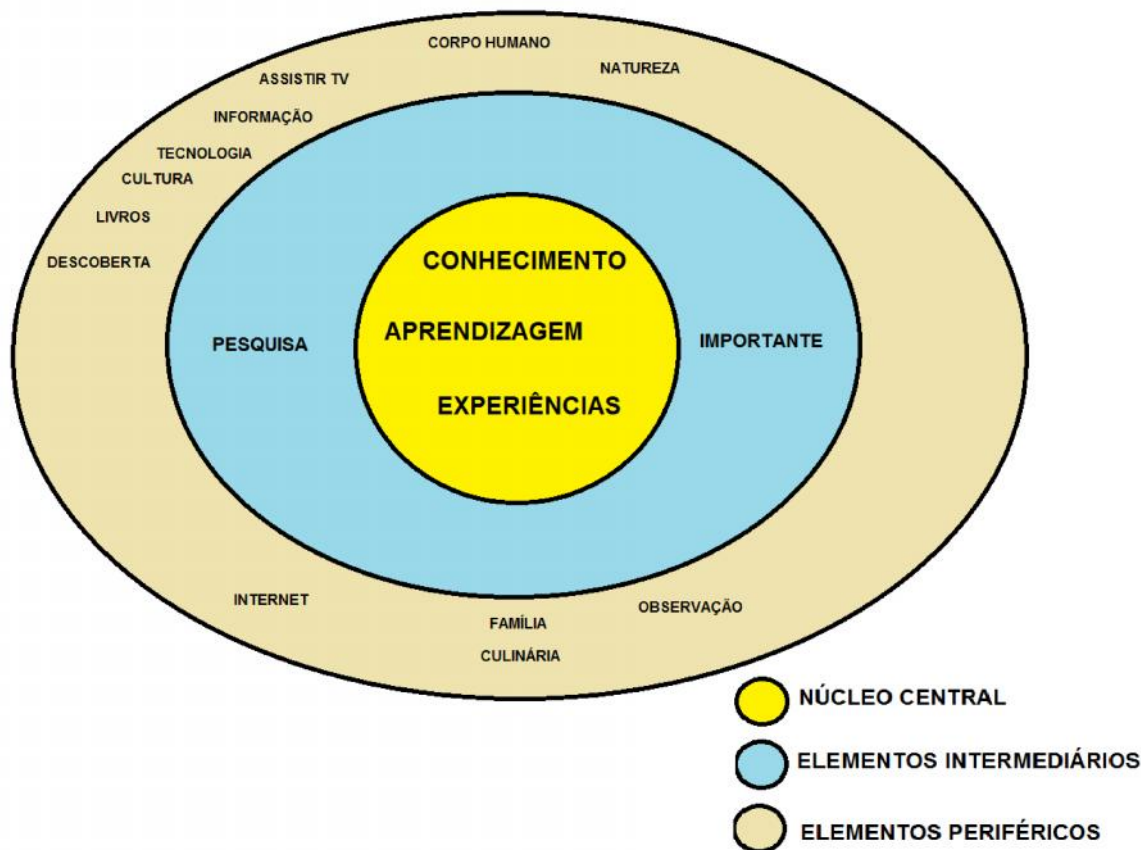 CORPO HUMANO
NATUREZA
ASSISTIR TV
INFORMAÇÃO
TECNOLOGIA
CULTURA
LIVROS
DESCOBERTA
CONHECIMENTO
APRENDIZAGEM
EXPERIÊNCIAS
PESQUISA
IMPORTANTE
INTERNET
FAMÍLIA
CULINÁRIA
OBSERVAÇÃO
NÚCLEO CENTRAL
ELEMENTOS INTERMEDIÁRIOS
ELEMENTOS PERIFÉRICOS